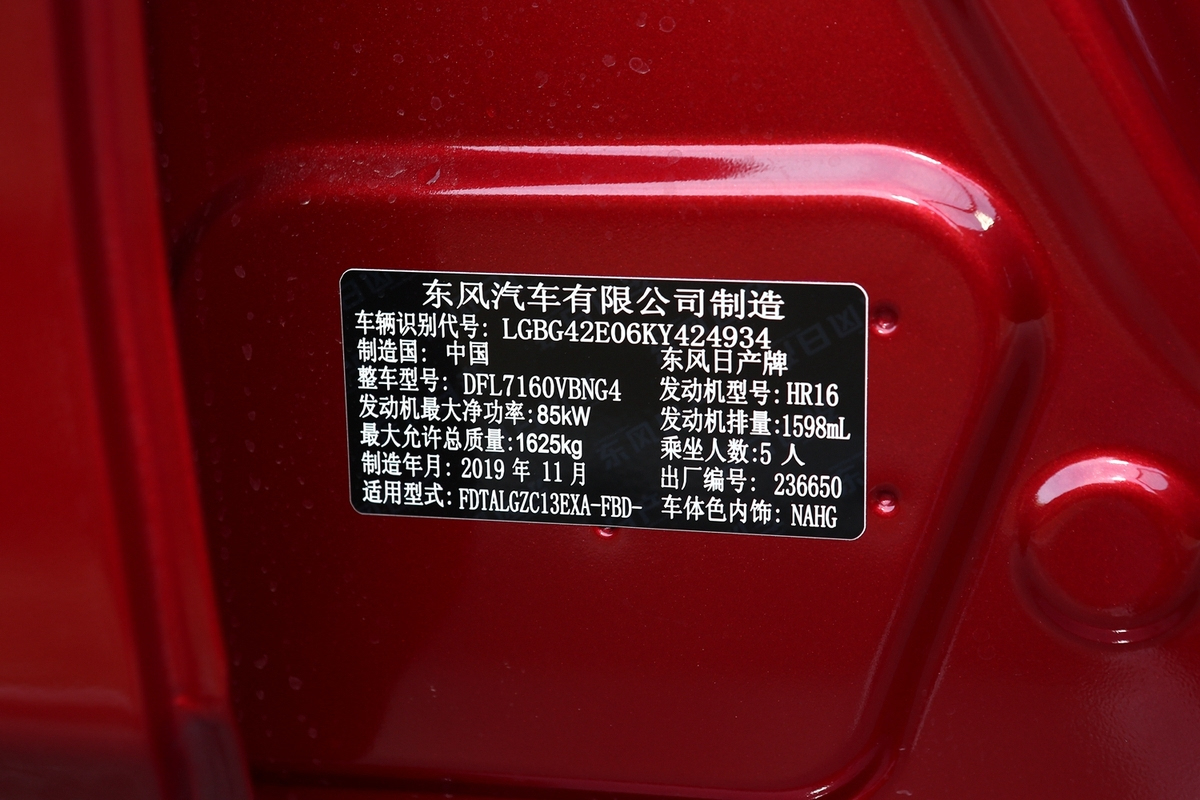 东风汽车有限公司制造
车辆识别代号: LGBG42E06KY424934
制造国: 中国 东风日产牌
整车型号: DFL7160VBNG4 发动机型号: HR16
发动机最大净功率:85kW 发动机排量:1598mL
最大允许总质量:1625kg 乘坐人数:5 人
制造年月: 2019 年 11 月 出厂编号: 236650
适用型式:FDTALGZC13EXA-FBD- 车体色内饰: NAHG